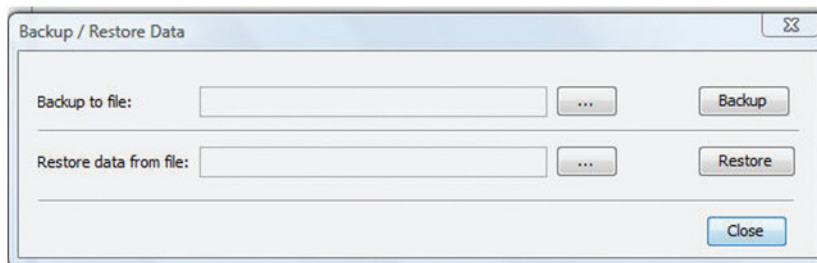 Backup / Restore Data
Backup to file: ... Backup
Restore data from file: ... Restore
Close